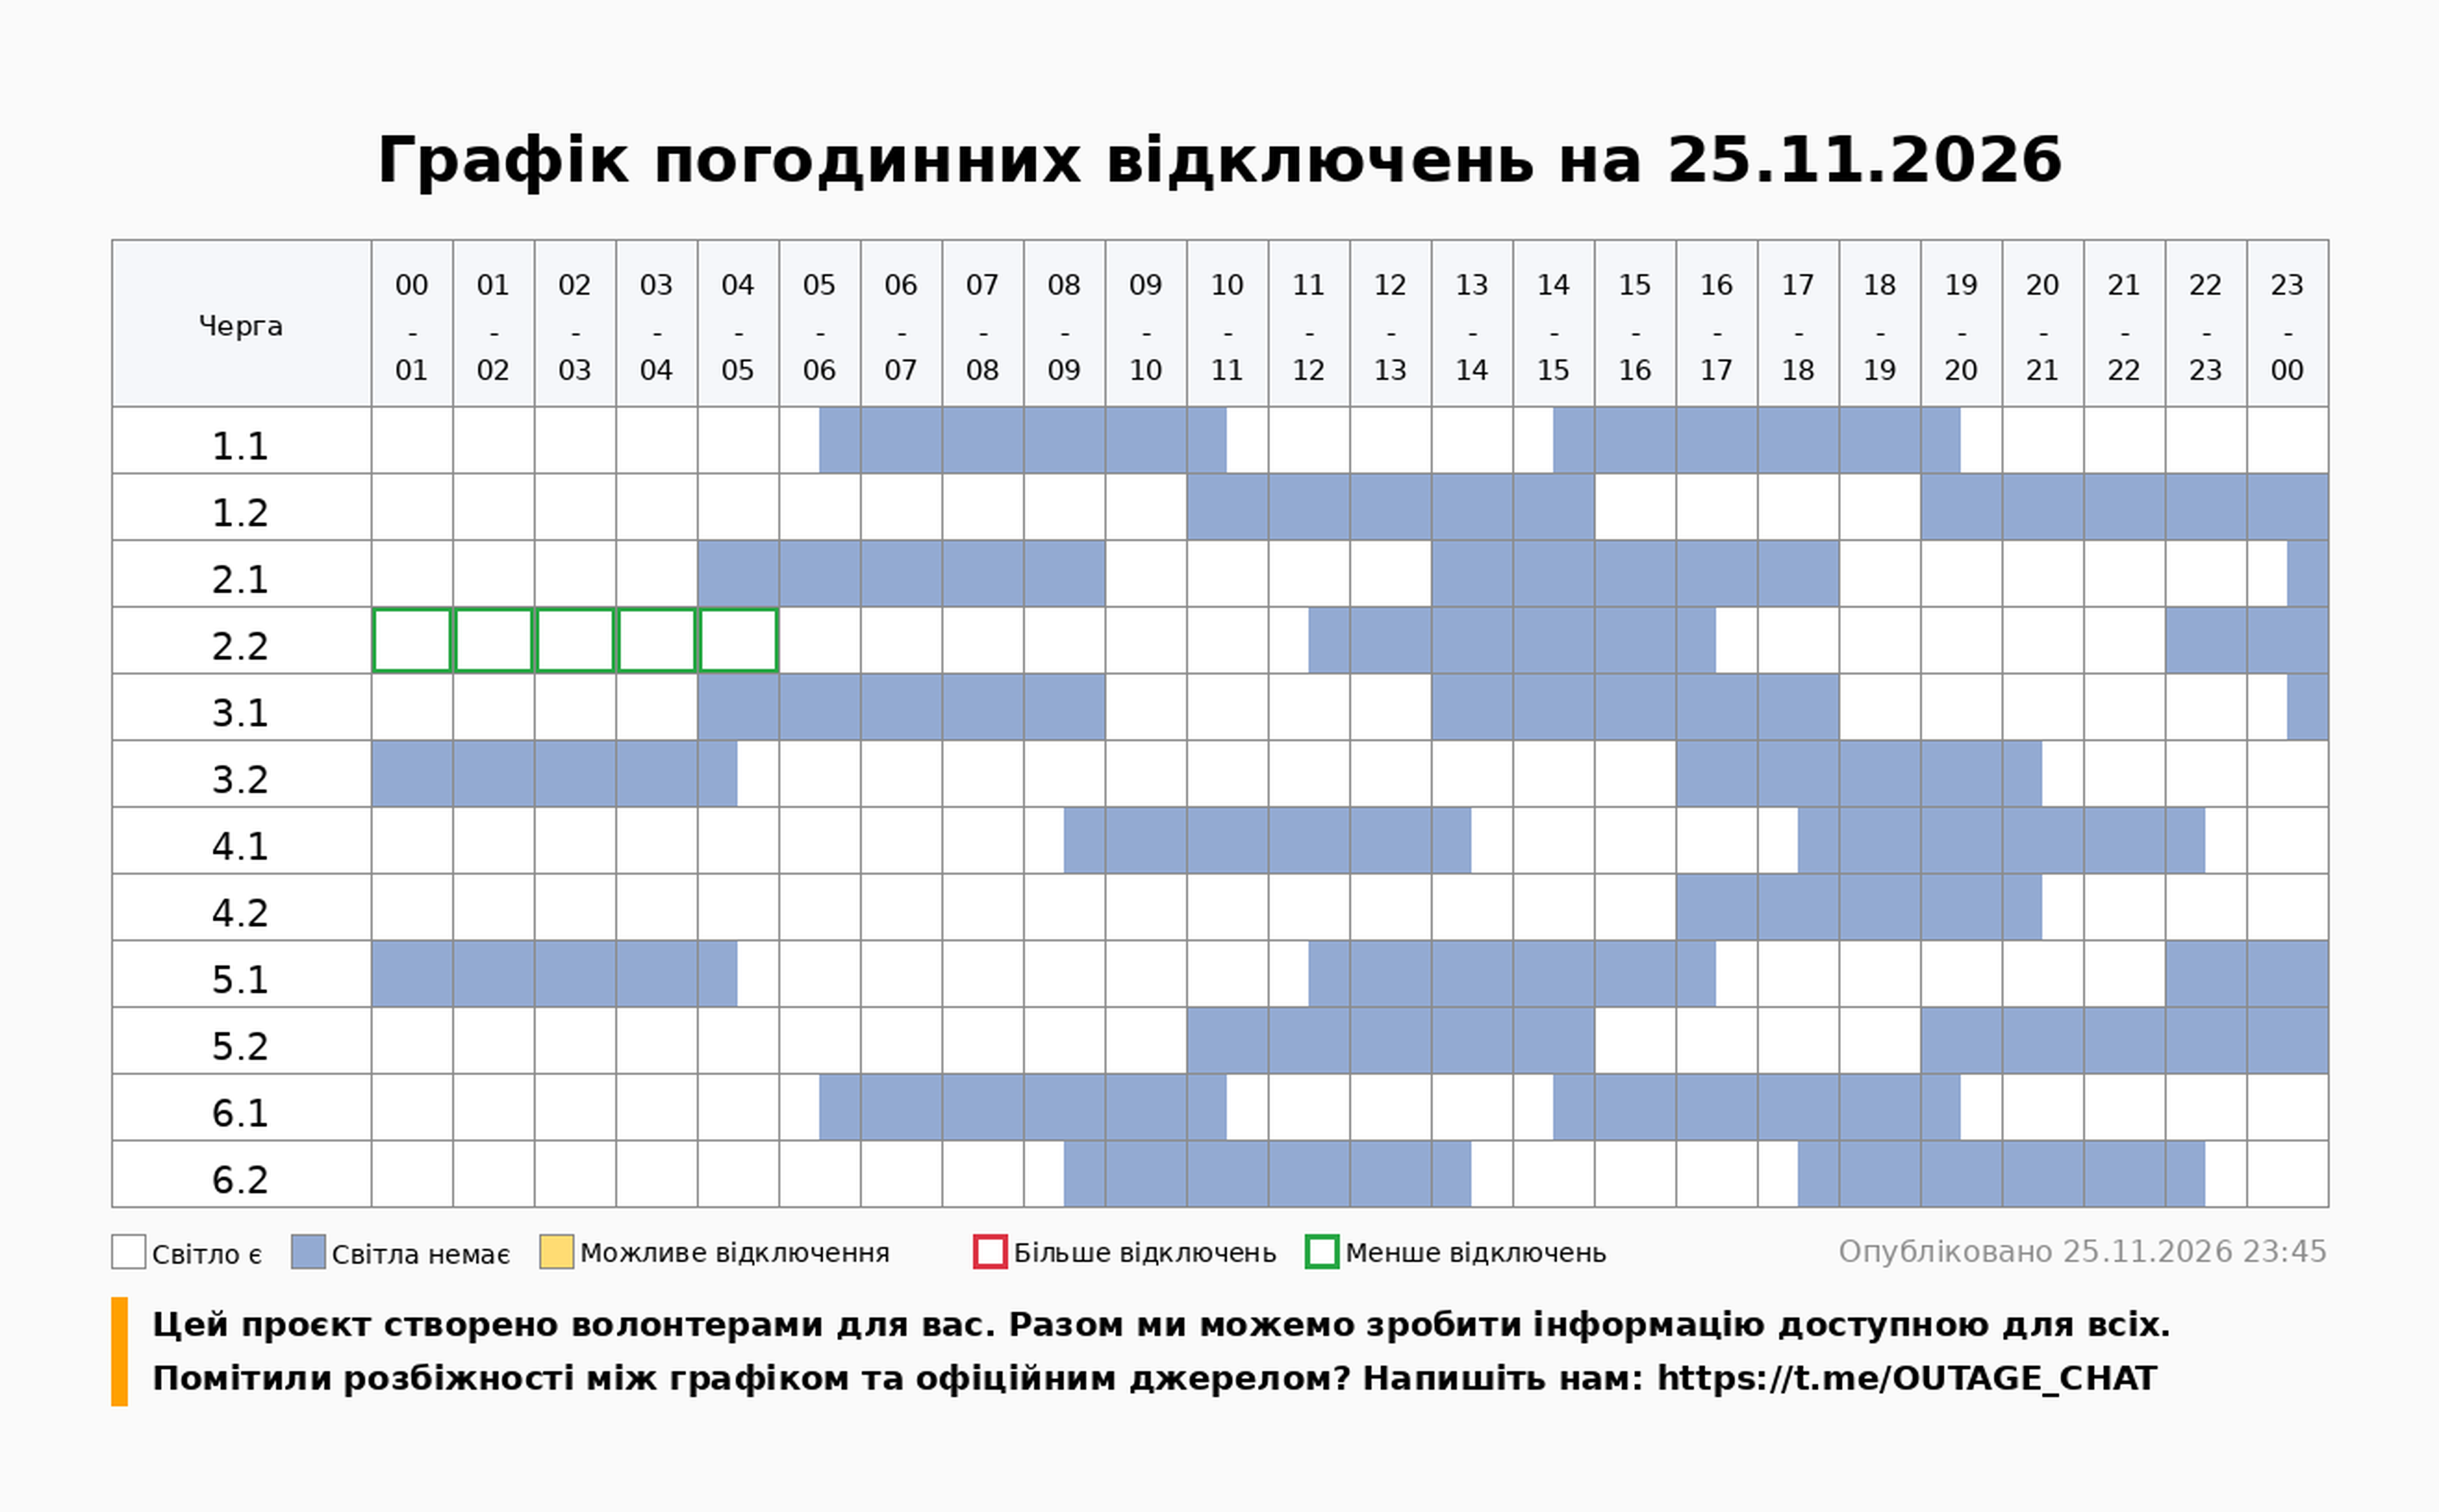 Графік погодинних відключень на 25.11.2026
Черга
00 - 01
01 - 02
02 - 03
03 - 04
04 - 05
05 - 06
06 - 07
07 - 08
08 - 09
09 - 10
10 - 11
11 - 12
12 - 13
13 - 14
14 - 15
15 - 16
16 - 17
17 - 18
18 - 19
19 - 20
20 - 21
21 - 22
22 - 23
23 - 00
1.1
1.2
2.1
2.2
3.1
3.2
4.1
4.2
5.1
5.2
6.1
6.2
Світло є Світла немає Можливе відключення Більше відключень Менше відключень Опубліковано 25.11.2026 23:45
Цей проєкт створено волонтерами для вас. Разом ми можемо зробити інформацію доступною для всіх.
Помітили розбіжності між графіком та офіційним джерелом? Напишіть нам: https://t.me/OUTAGE_CHAT